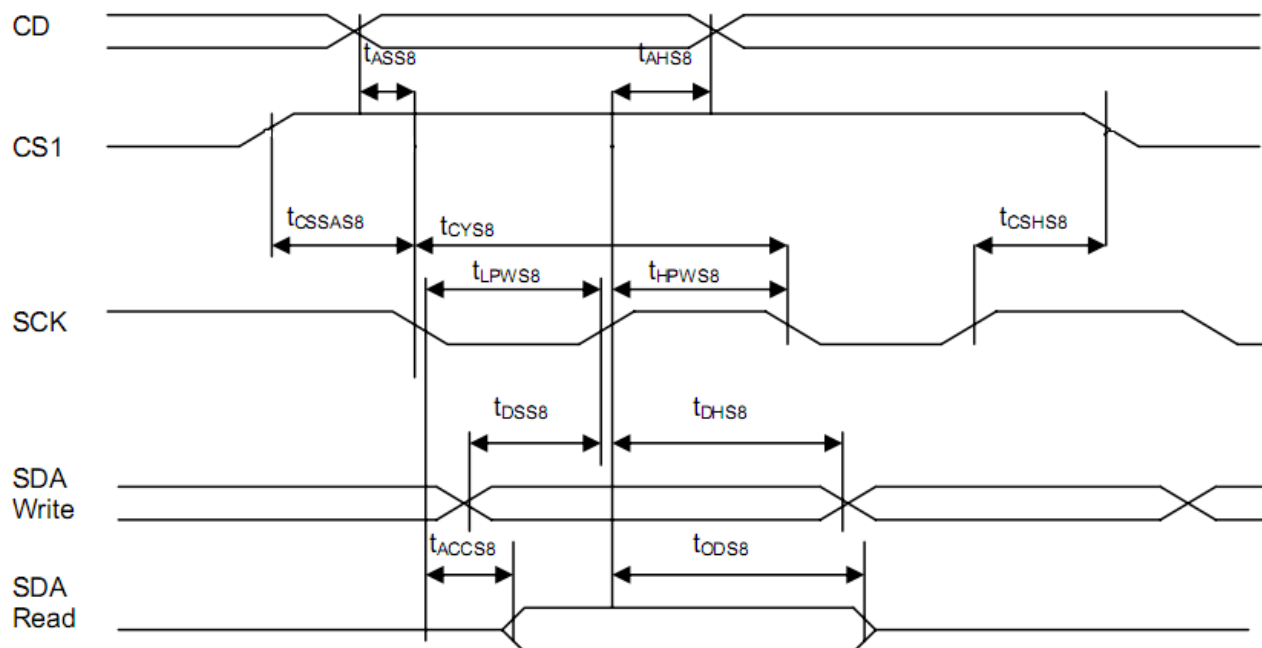 CD
tASS8
tAHS8
CS1
tCSSAS8
tCYS8
tCSHS8
tLPWS8
tHPWS8
SCK
tDSS8
tDHS8
SDA
Write
tACCS8
tODS8
SDA
Read